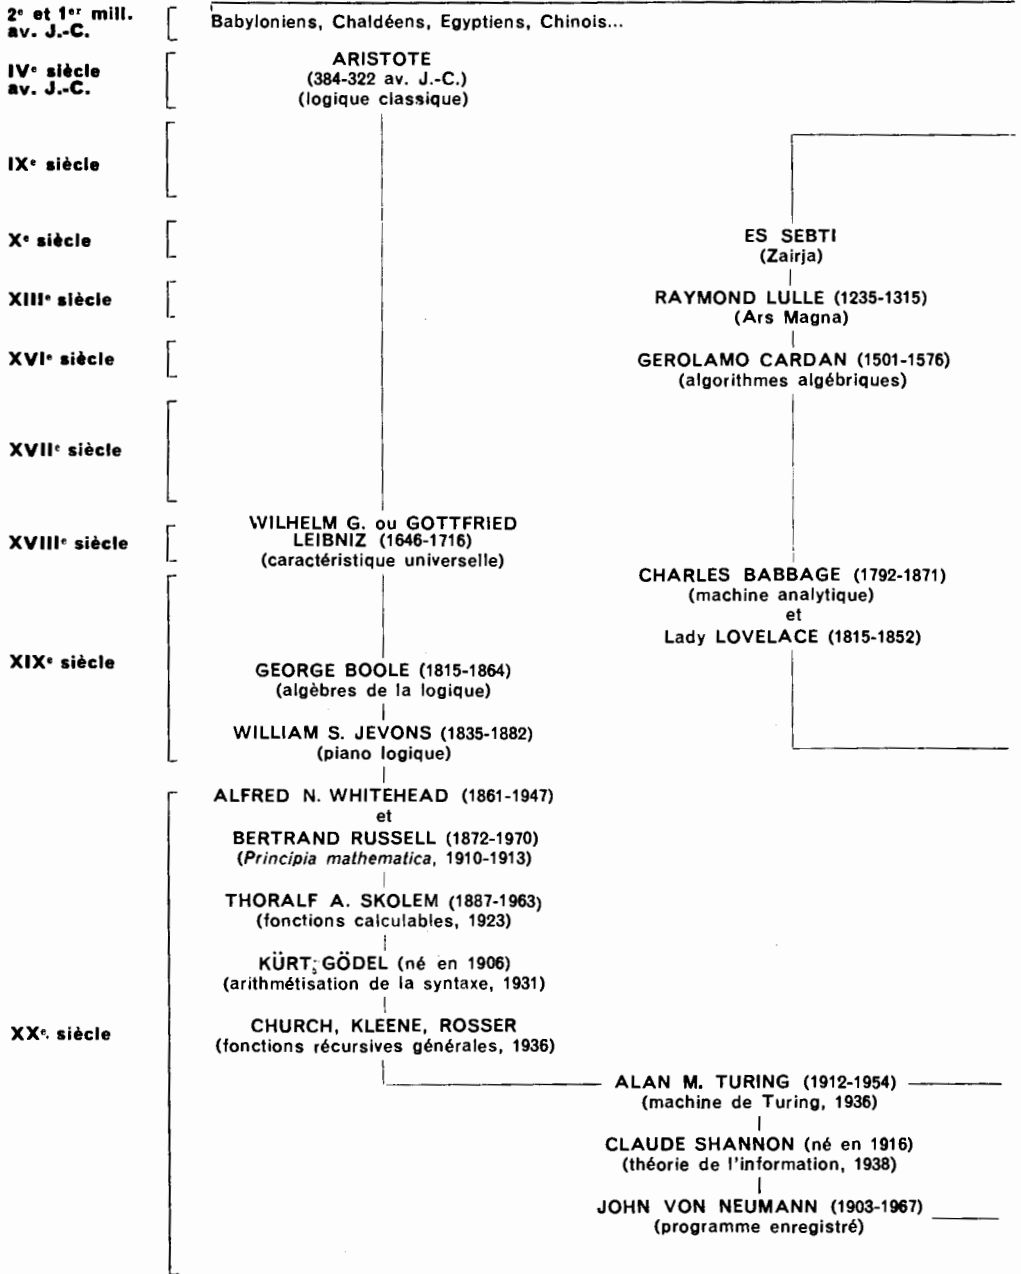 2e et 1er mill.
av. J.-C.
Babyloniens, Chaldéens, Egyptiens, Chinois...
IVe siècle
av. J.-C.
ARISTOTE
(384-322 av. J.-C.)
(logique classique)
IXe siècle
Xe siècle
ES SEBTI
(Zairja)
XIIIe siècle
RAYMOND LULLE (1235-1315)
(Ars Magna)
XVIe siècle
GEROLAMO CARDAN (1501-1576)
(algorithmes algébriques)
XVIIe siècle
XVIIIe siècle
WILHELM G. ou GOTTFRIED
LEIBNIZ (1646-1716)
(caractéristique universelle)
CHARLES BABBAGE (1792-1871)
(machine analytique)
et
Lady LOVELACE (1815-1852)
XIXe siècle
GEORGE BOOLE (1815-1864)
(algèbres de la logique)
WILLIAM S. JEVONS (1835-1882)
(piano logique)
ALFRED N. WHITEHEAD (1861-1947)
et
BERTRAND RUSSELL (1872-1970)
(Principia mathematica, 1910-1913)
THORALF A. SKOLEM (1887-1963)
(fonctions calculables, 1923)
KÜRT GÖDEL (né en 1906)
(arithmétisation de la syntaxe, 1931)
XXe siècle
CHURCH, KLEENE, ROSSER
(fonctions récursives générales, 1936)
ALAN M. TURING (1912-1954)
(machine de Turing, 1936)
CLAUDE SHANNON (né en 1916)
(théorie de l'information, 1938)
JOHN VON NEUMANN (1903-1967)
(programme enregistré)